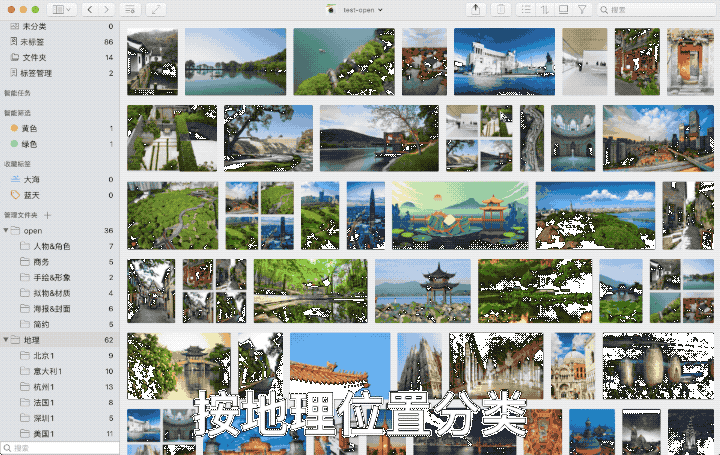 test-open
搜索
未分类 0
未标签 86
文件夹 14
标签管理 2
智能任务
智能筛选
黄色 1
绿色 1
收藏标签
大海 0
蓝天 0
管理文件夹 +
open 36
人物&角色 7
商务 5
手绘&形象 2
拟物&材质 4
海报&封面 6
简约 5
地理 62
北京1 9
意大利1 10
杭州1 13
法国1 8
深圳1 5
美国1 11
搜索
按地理位置分类